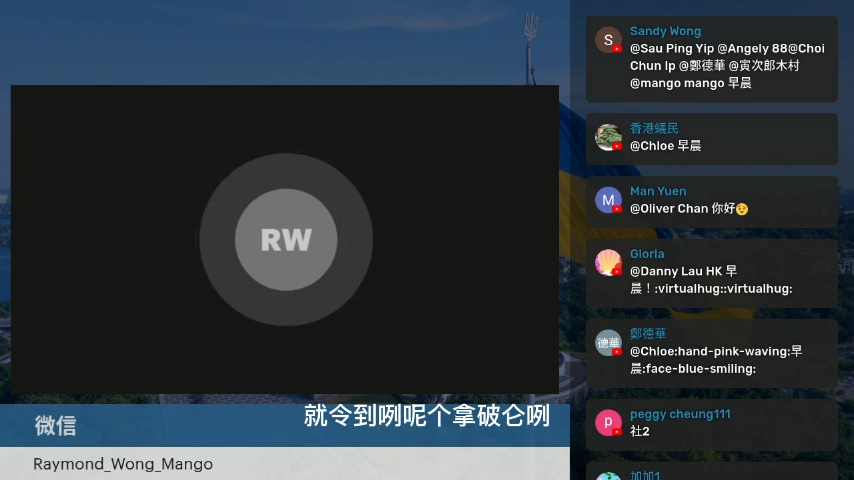 RW
就令到咧呢个拿破仑咧
微信
Raymond_Wong_Mango
S
Sandy Wong
@Sau Ping Yip @Angely 88@Choi
Chun Ip @鄭德華 @寅次郎木村
@mango mango 早晨
香港蟻民
@Chloe 早晨
M
Man Yuen
@Oliver Chan 你好😉
Gloria
@Danny Lau HK 早
晨！:virtualhug::virtualhug:
德華
鄭德華
@Chloe:hand-pink-waving:早
晨:face-blue-smiling:
p
peggy cheung111
社2
加加1